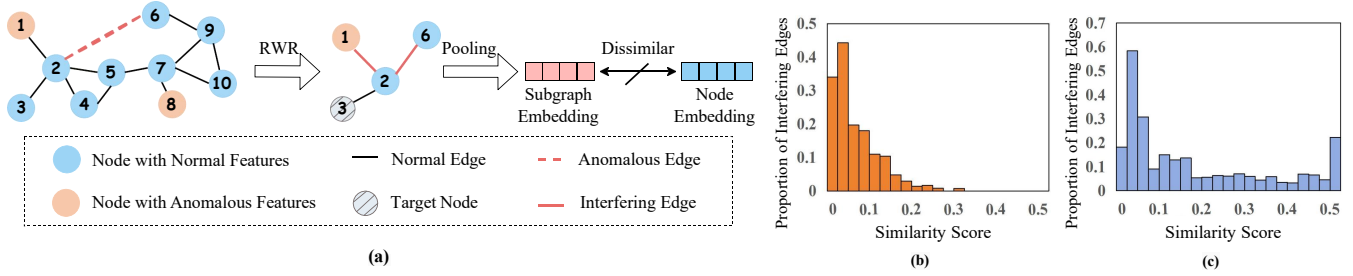 1
6
9
2
5
7
10
3
4
8
RWR
1
6
2
3
Pooling
Dissimilar
Subgraph
Embedding
Node
Embedding
Node with Normal Features
Normal Edge
Anomalous Edge
Node with Anomalous Features
Target Node
Interfering Edge
(a)
Proportion of Interfering Edges
0.5
0.4
0.3
0.2
0.1
0
0 0.1 0.2 0.3 0.4 0.5
Similarity Score
(b)
Proportion of Interfering Edges
0.7
0.6
0.5
0.4
0.3
0.2
0.1
0
0 0.1 0.2 0.3 0.4 0.5
Similarity Score
(c)